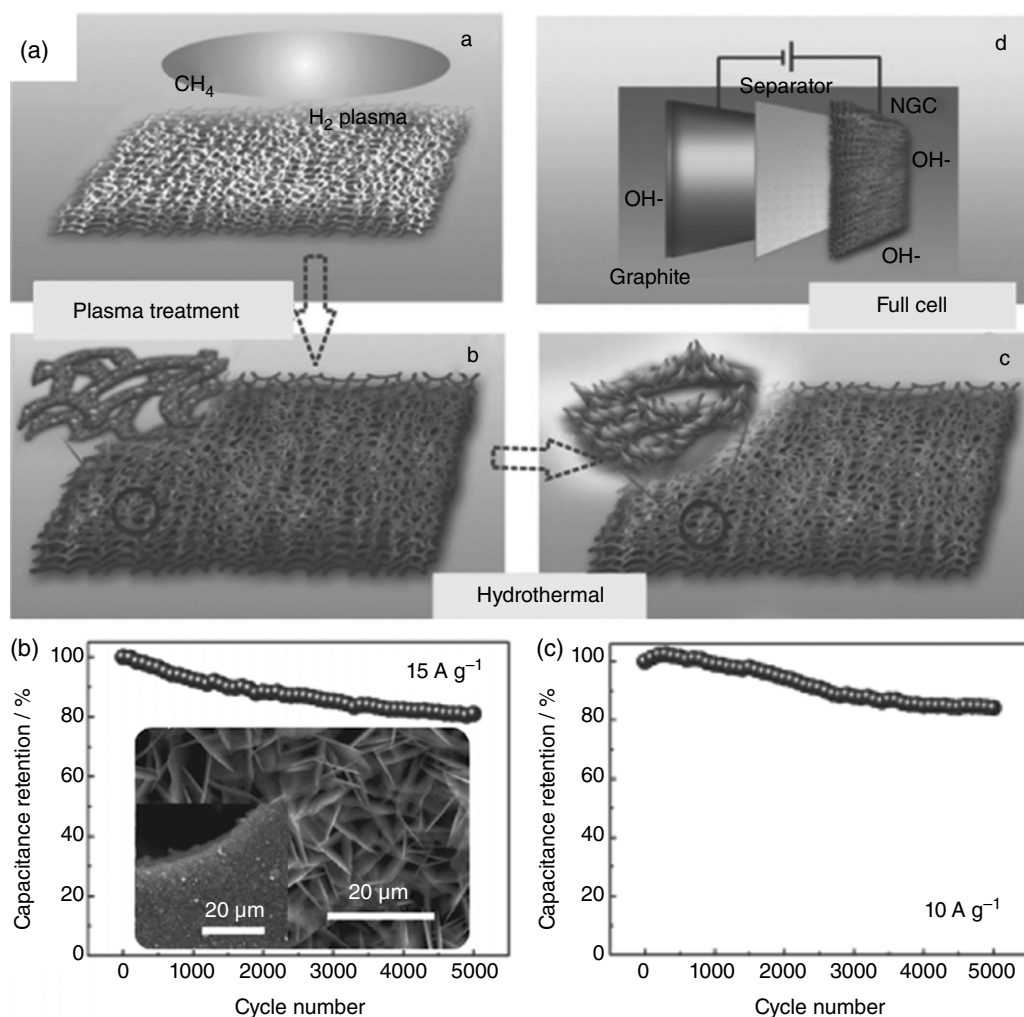 (a)
a
CH₄
H₂ plasma
Plasma treatment
d
Separator
NGC
OH-
OH-
OH-
Graphite
Full cell
b
c
Hydrothermal
(b)
100
80
60
40
20
0
Capacitance retention / %
15 A g⁻¹
20 µm
20 µm
0 1000 2000 3000 4000 5000
Cycle number
(c)
100
80
60
40
20
0
Capacitance retention / %
10 A g⁻¹
0 1000 2000 3000 4000 5000
Cycle number